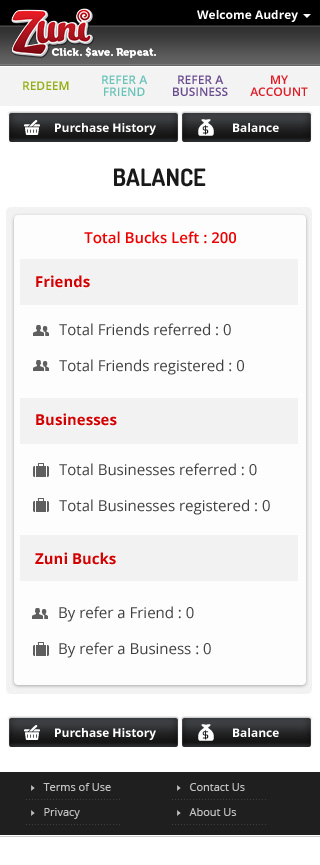 Welcome Audrey
Zuni
Click. $ave. Repeat.
REDEEM
REFER A
FRIEND
REFER A
BUSINESS
MY
ACCOUNT
Purchase History
Balance
BALANCE
Total Bucks Left : 200
Friends
Total Friends referred : 0
Total Friends registered : 0
Businesses
Total Businesses referred : 0
Total Businesses registered : 0
Zuni Bucks
By refer a Friend : 0
By refer a Business : 0
Purchase History
Balance
Terms of Use
Contact Us
Privacy
About Us